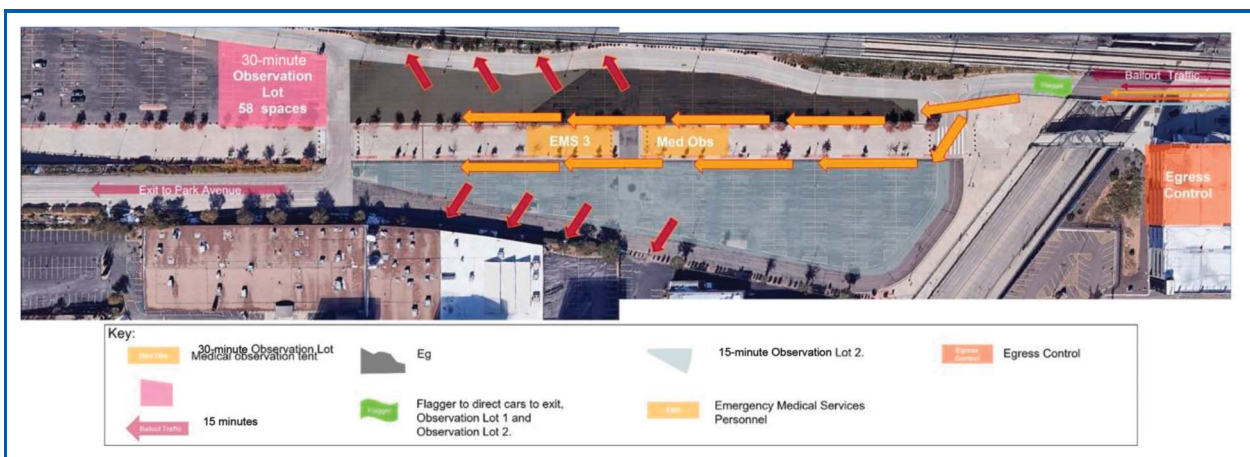 30-minute
Observation
Lot
58 spaces
Bailout Traffic
Flagger
EMS 3
Med Obs
Exit to Park Avenue
Egress
Control
Key:
Med Obs
30-minute Observation Lot
Medical observation tent
Eg
15-minute Observation Lot 2.
Egress
Control
Egress Control
Bailout Traffic
15 minutes
Flagger
Flagger to direct cars to exit,
Observation Lot 1 and
Observation Lot 2.
EMS
Emergency Medical Services
Personnel